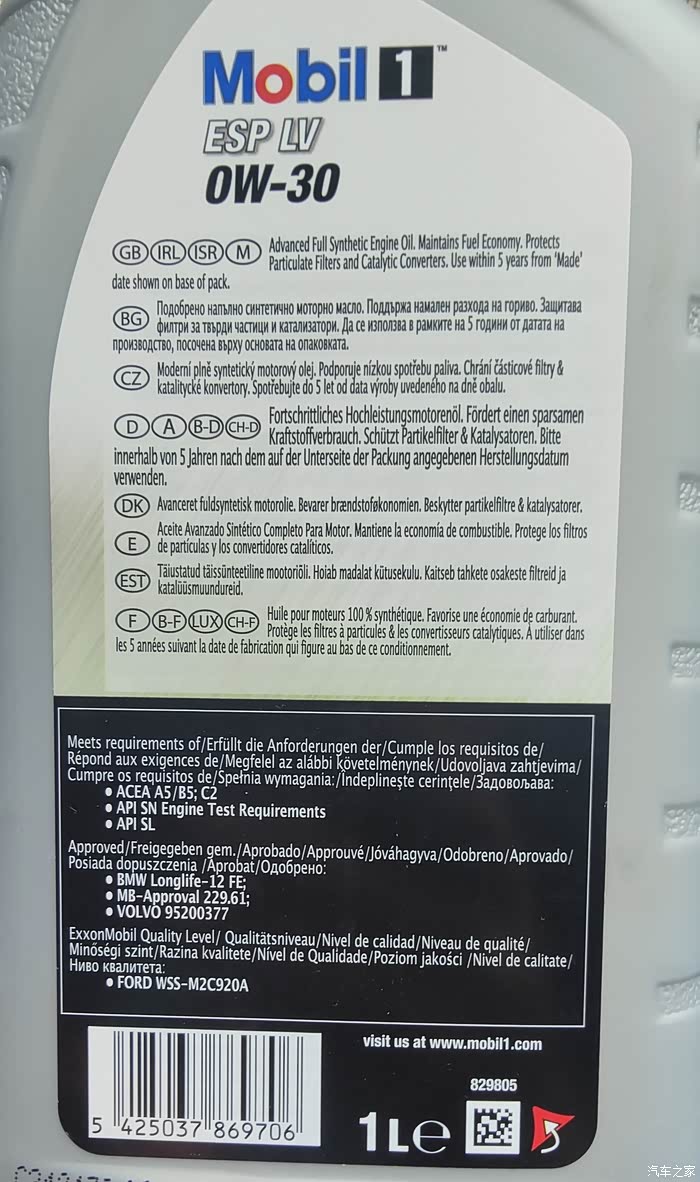 Mobil 1™
ESP LV
0W-30
GB IRL ISR M Advanced Full Synthetic Engine Oil. Maintains Fuel Economy. Protects
Particulate Filters and Catalytic Converters. Use within 5 years from 'Made'
date shown on base of pack.
BG Подобрено напълно синтетично моторно масло. Поддържа намален разхода на гориво. Защитава
филтри за твърди частици и катализатори. Да се използва в рамките на 5 години от датата на
производство, посочена върху основата на опаковката.
CZ Moderní plně syntetický motorový olej. Podporuje nízkou spotřebu paliva. Chrání částicové filtry &
katalitycké konvertory. Spotřebujte do 5 let od data výroby uvedeného na dně obalu.
D A B-D CH-D Fortschrittliches Hochleistungsmotorenöl. Fördert einen sparsamen
Kraftstoffverbrauch. Schützt Partikelfilter & Katalysatoren. Bitte
innerhalb von 5 Jahren nach dem auf der Unterseite der Packung angegebenen Herstellungsdatum
verwenden.
DK Avanceret fuldsyntetisk motorolie. Bevarer brændstoføkonomien. Beskytter partikelfiltre & katalysatorer.
E Aceite Avanzado Sintético Completo Para Motor. Mantiene la economía de combustible. Protege los filtros
de partículas y los convertidores catalíticos.
EST Täiustatud täissünteetiline mootoriõli. Hoiab madalat kütusekulu. Kaitseb tahkete osakeste filtreid ja
katalüüsmuundureid.
F B-F LUX CH-F Huile pour moteurs 100 % synthétique. Favorise une économie de carburant.
Protège les filtres à particules & les convertisseurs catalytiques. À utiliser dans
les 5 années suivant la date de fabrication qui figure au bas de ce conditionnement.
Meets requirements of/Erfüllt die Anforderungen der/Cumple los requisitos de/
Répond aux exigences de/Megfelel az alábbi követelménynek/Udovoljava zahtjevima/
Cumpre os requisitos de/Spełnia wymagania:/Îndeplineşte cerinţele/Задовољава:
• ACEA A5/B5; C2
• API SN Engine Test Requirements
• API SL
Approved/Freigegeben gem./Aprobado/Approuvé/Jóváhagyva/Odobreno/Aprovado/
Posiada dopuszczenia /Aprobat/Одобрено:
• BMW Longlife-12 FE;
• MB-Approval 229.61;
• VOLVO 95200377
ExxonMobil Quality Level/ Qualitätsniveau/Nivel de calidad/Niveau de qualité/
Minőségi szint/Razina kvalitete/Nível de Qualidade/Poziom jakości /Nivel de calitate/
Ниво квалитета:
• FORD WSS-M2C920A
visit us at www.mobil1.com
829805
5 425037 869706
1L e
汽车之家